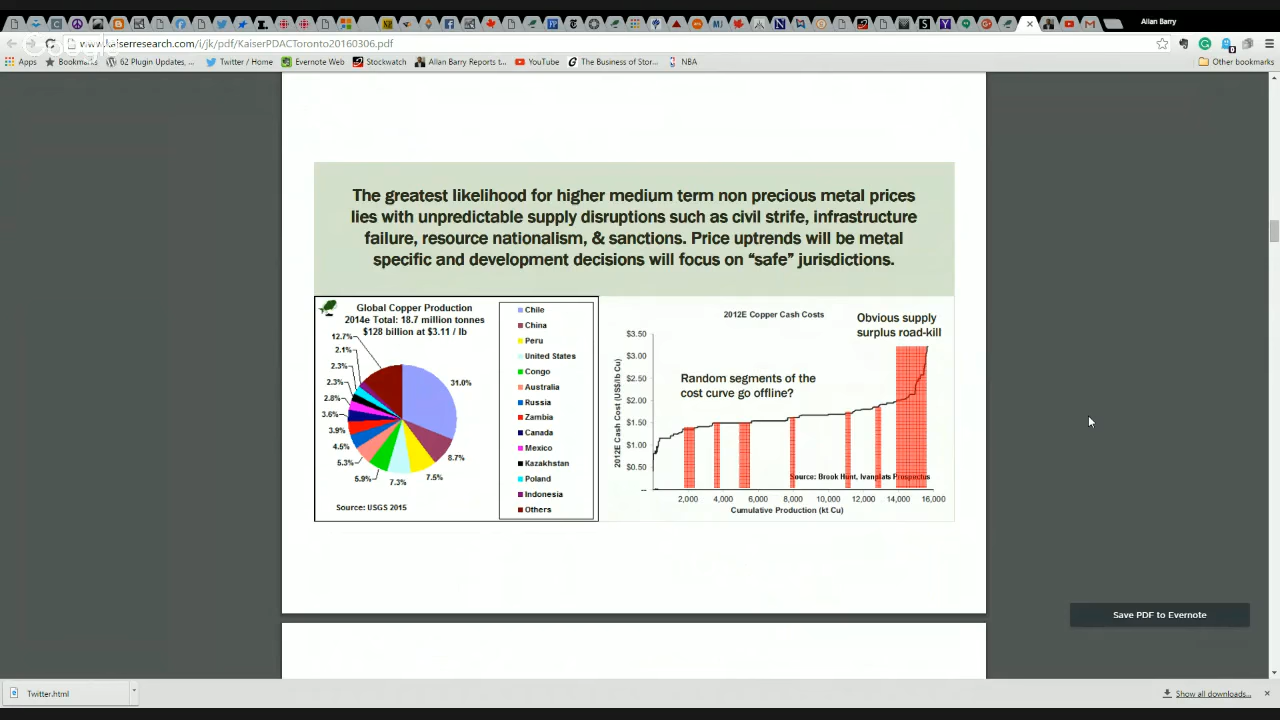 Allan Barry
www.kaiserresearch.com/i/jk/pdf/KaiserPDACToronto20160306.pdf
Apps
Bookmarks
62 Plugin Updates, ...
Twitter / Home
Evernote Web
Stockwatch
Allan Barry Reports t...
YouTube
The Business of Stor...
NBA
Other bookmarks
The greatest likelihood for higher medium term non precious metal prices
lies with unpredictable supply disruptions such as civil strife, infrastructure
failure, resource nationalism, & sanctions. Price uptrends will be metal
specific and development decisions will focus on “safe” jurisdictions.
Global Copper Production
2014e Total: 18.7 million tonnes
$128 billion at $3.11 / lb
12.7%
2.1%
2.3%
2.3%
2.8%
3.6%
3.9%
4.5%
5.3%
5.9%
7.3%
7.5%
8.7%
31.0%
Source: USGS 2015
Chile
China
Peru
United States
Congo
Australia
Russia
Zambia
Canada
Mexico
Kazakhstan
Poland
Indonesia
Others
2012E Copper Cash Costs
Obvious supply
surplus road-kill
Random segments of the
cost curve go offline?
2012E Cash Cost (US$/lb Cu)
$3.50
$3.00
$2.50
$2.00
$1.50
$1.00
$0.50
--
Source: Brook Hunt, Ivanplats Prospectus
2,000
4,000
6,000
8,000
10,000
12,000
14,000
16,000
Cumulative Production (kt Cu)
Save PDF to Evernote
Twitter.html
Show all downloads...